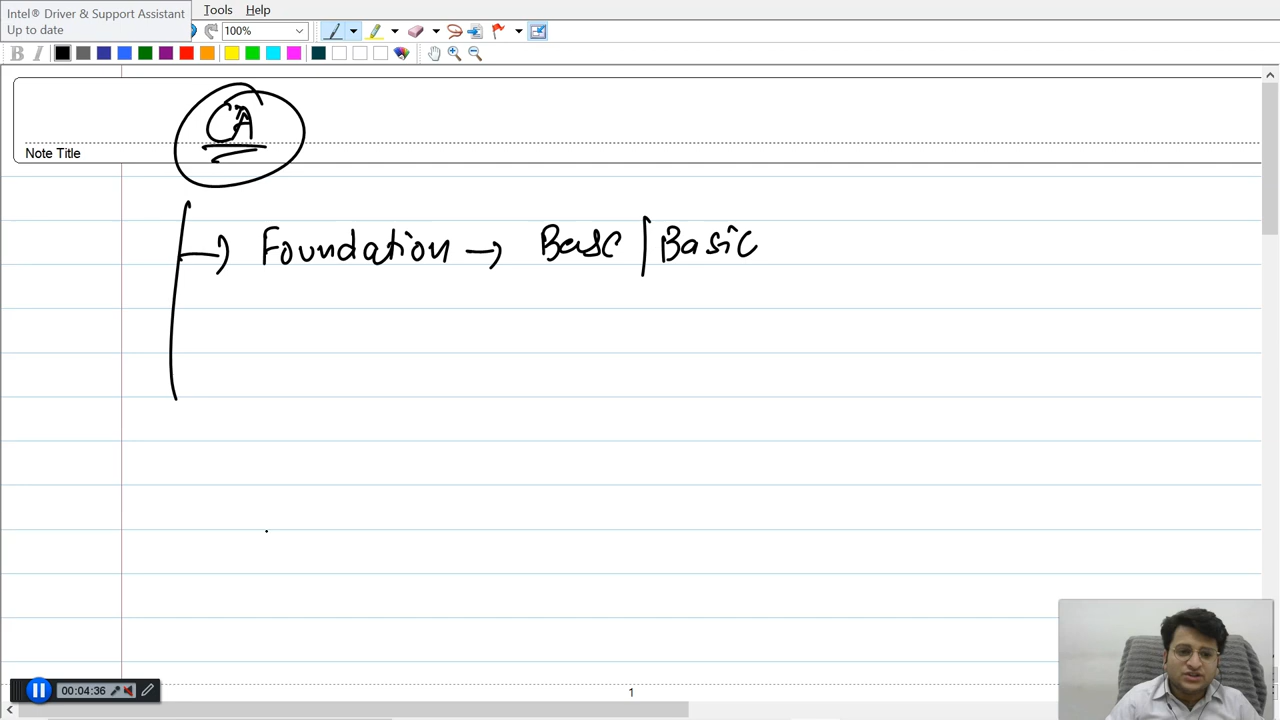 Intel® Driver & Support Assistant
Up to date
Tools Help
100%
B I
CA
Note Title
Foundation → Base | Basic
00:04:36
1